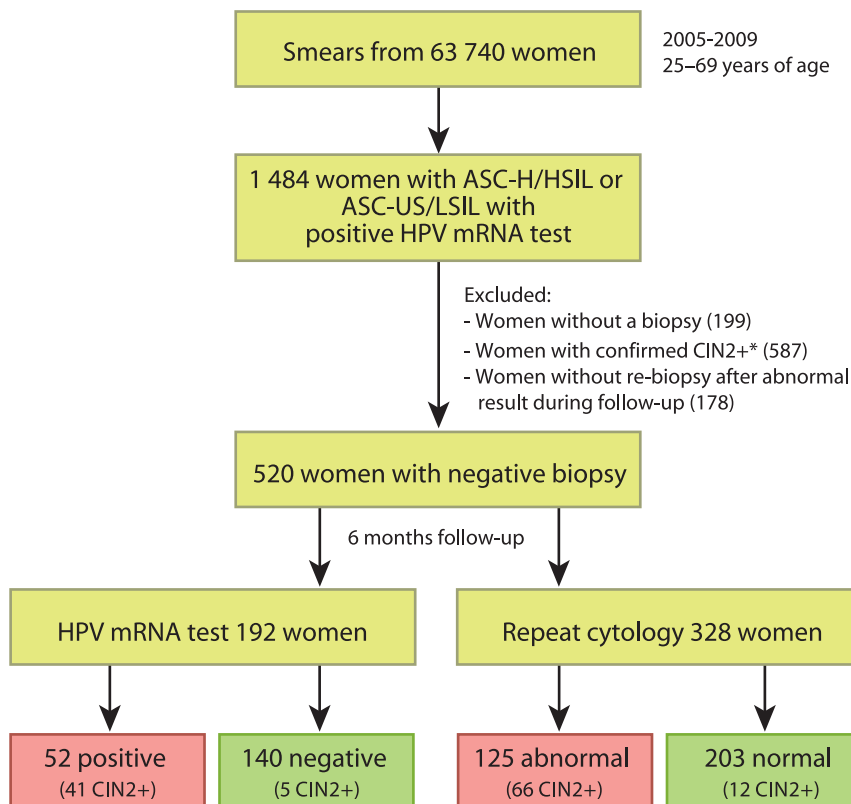 Smears from 63 740 women
2005-2009
25–69 years of age
1 484 women with ASC-H/HSIL or
ASC-US/LSIL with
positive HPV mRNA test
Excluded:
- Women without a biopsy (199)
- Women with confirmed CIN2+* (587)
- Women without re-biopsy after abnormal
result during follow-up (178)
520 women with negative biopsy
6 months follow-up
HPV mRNA test 192 women
Repeat cytology 328 women
52 positive
(41 CIN2+)
140 negative
(5 CIN2+)
125 abnormal
(66 CIN2+)
203 normal
(12 CIN2+)